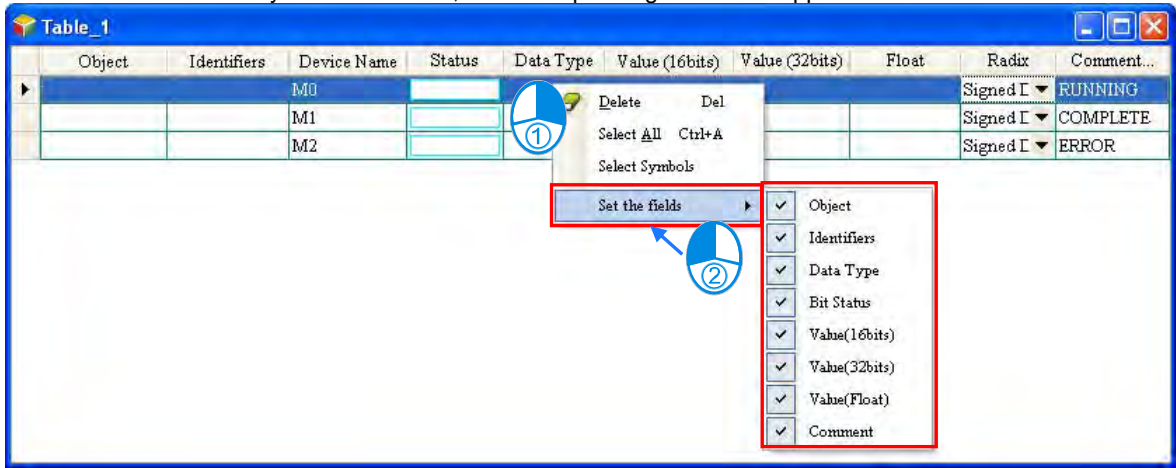 Table_1
Object Identifiers Device Name Status Data Type Value (16bits) Value (32bits) Float Radix Comment...
M0 Signed D RUNNING
M1 Signed D COMPLETE
M2 Signed D ERROR
①
Delete Del
Select All Ctrl+A
Select Symbols
Set the fields
②
Object
Identifiers
Data Type
Bit Status
Value(16bits)
Value(32bits)
Value(Float)
Comment